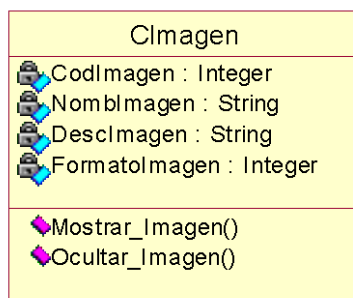 CImagen
CodImagen : Integer
NombImagen : String
DescImagen : String
FormatoImagen : Integer
Mostrar_Imagen()
Ocultar_Imagen()